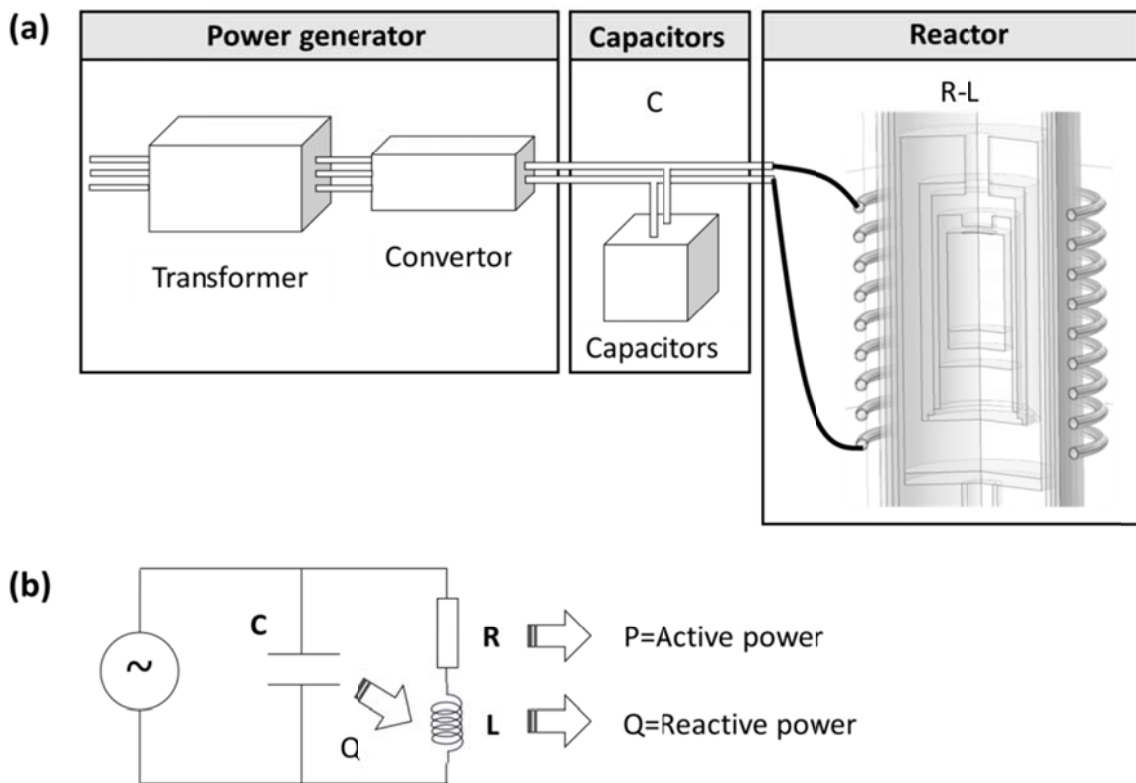 (a)
Power generator
Capacitors
Reactor
C
R-L
Transformer
Convertor
Capacitors
(b)
C
~
R
P=Active power
L
Q=Reactive power
Q